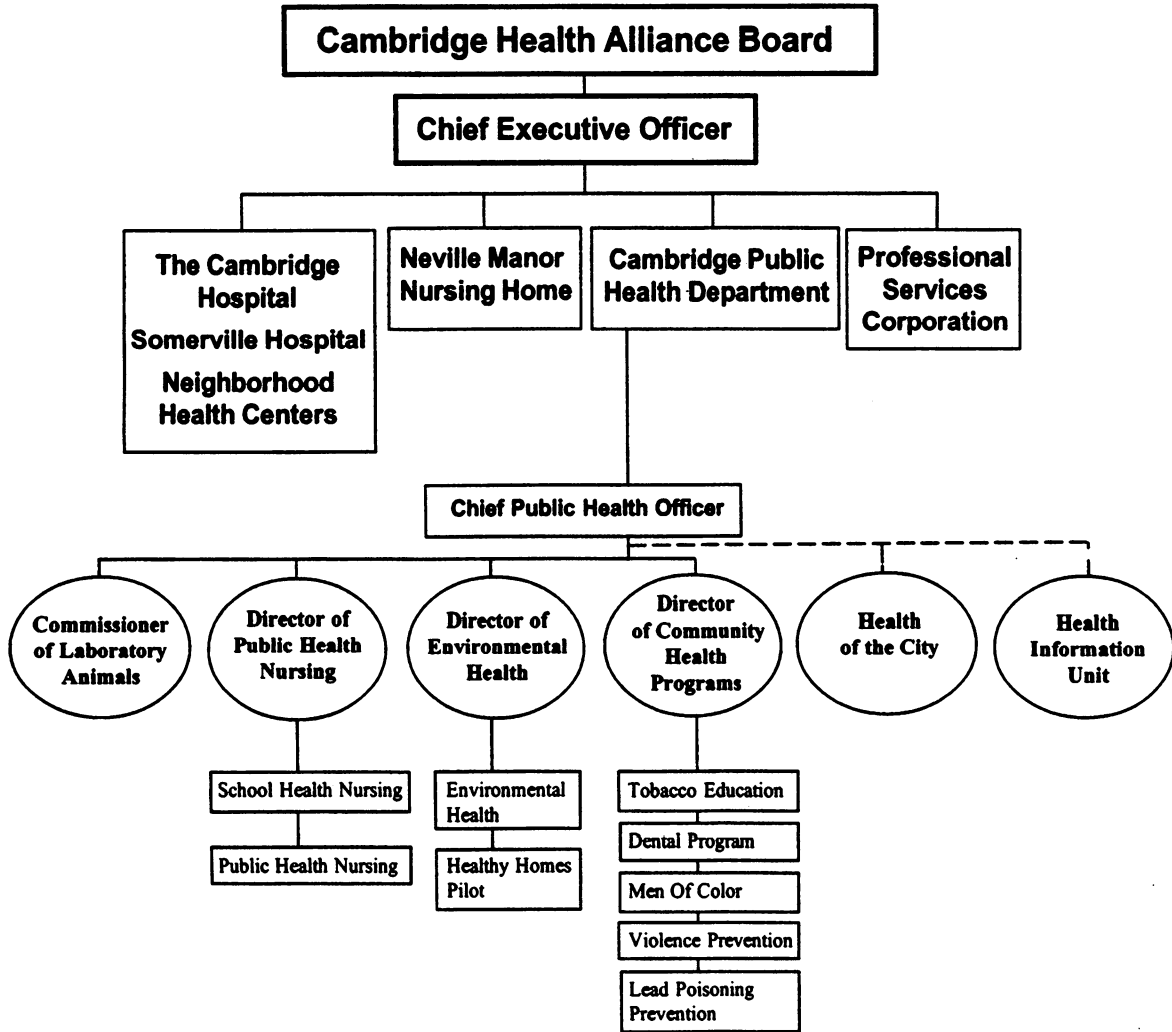 Cambridge Health Alliance Board
Chief Executive Officer
The Cambridge
Hospital
Somerville Hospital
Neighborhood
Health Centers
Neville Manor
Nursing Home
Cambridge Public
Health Department
Professional
Services
Corporation
Chief Public Health Officer
Commissioner
of Laboratory
Animals
Director of
Public Health
Nursing
Director of
Environmental
Health
Director
of Community
Health
Programs
Health
of the City
Health
Information
Unit
School Health Nursing
Public Health Nursing
Environmental
Health
Healthy Homes
Pilot
Tobacco Education
Dental Program
Men Of Color
Violence Prevention
Lead Poisoning
Prevention